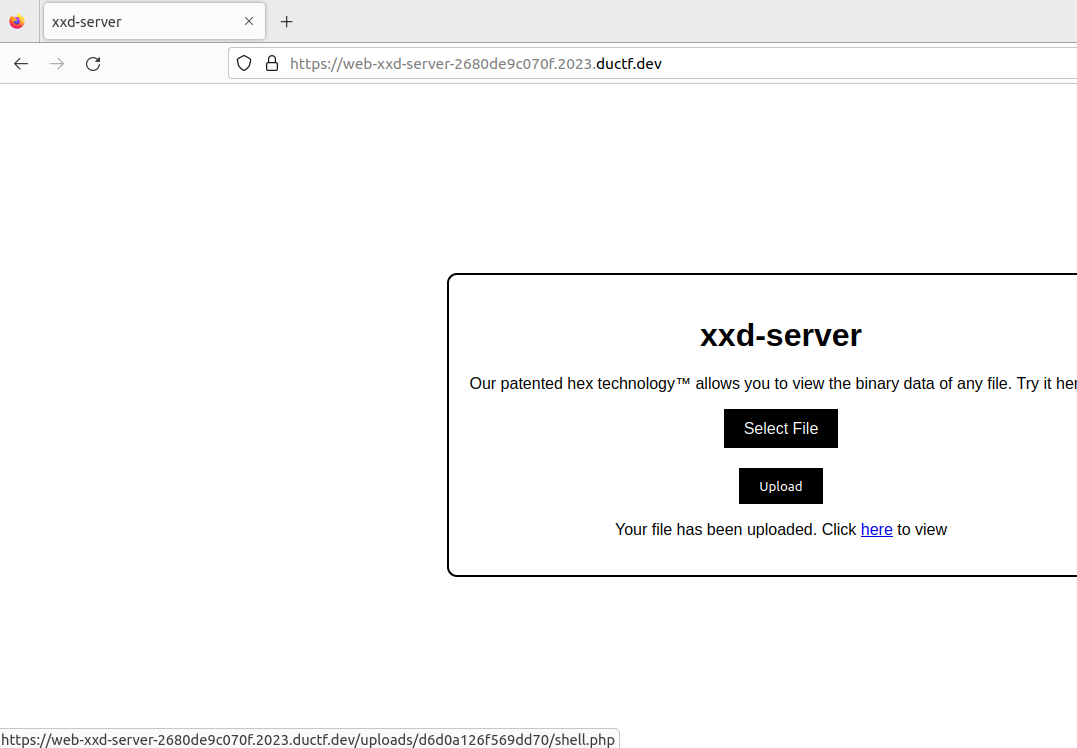 xxd-server
https://web-xxd-server-2680de9c070f.2023.ductf.dev
xxd-server
Our patented hex technology™ allows you to view the binary data of any file. Try it her
Select File
Upload
Your file has been uploaded. Click here to view
https://web-xxd-server-2680de9c070f.2023.ductf.dev/uploads/d6d0a126f569dd70/shell.php